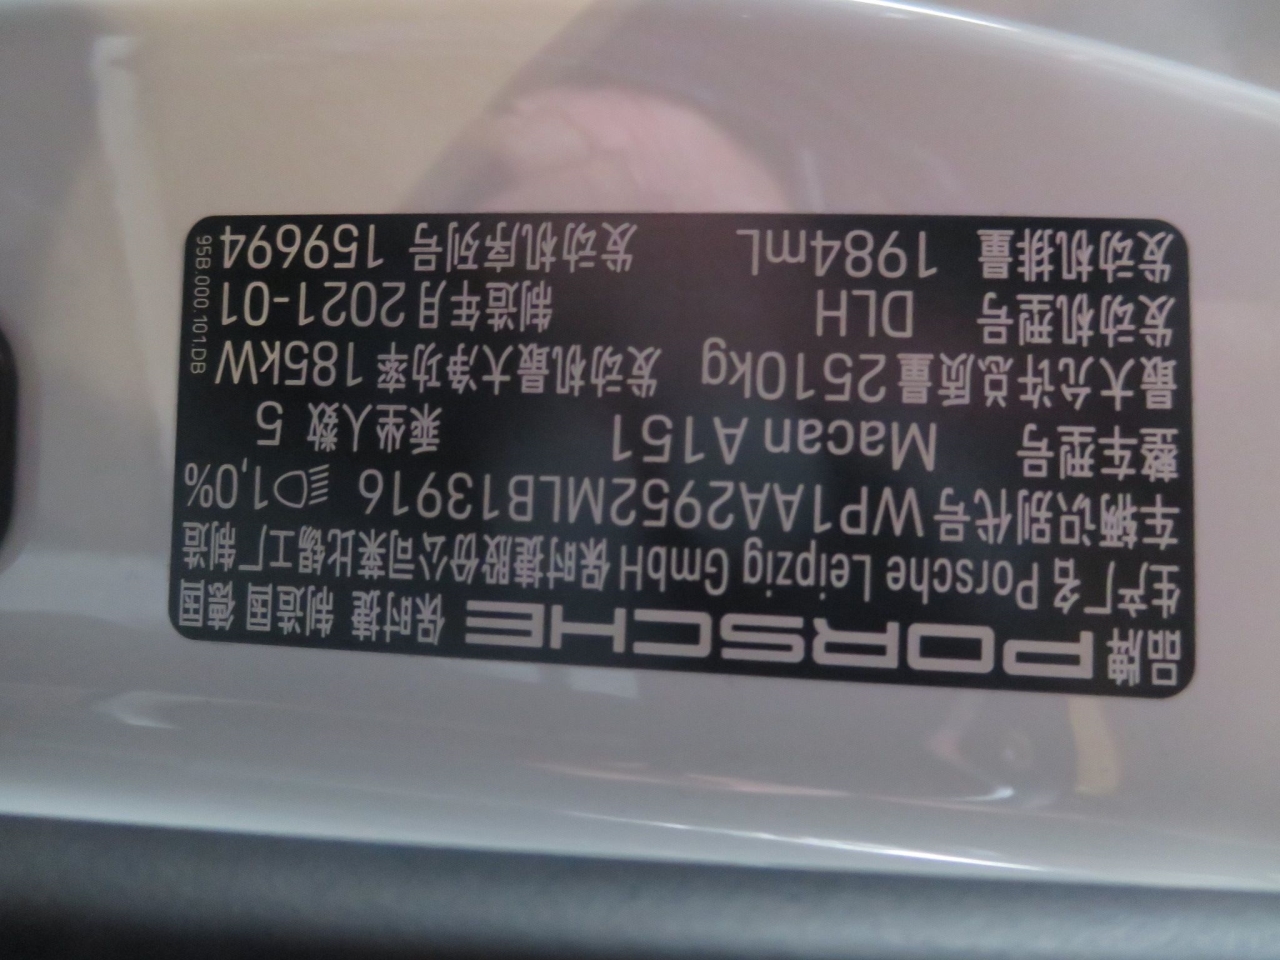 品牌 PORSCHE 保时捷 制造国 德国
生产厂名 Porsche Leipzig GmbH 保时捷股份公司莱比锡工厂制造
车辆识别代号 WP1AA2952MLB13916 1,0%
整车型号 Macan A151 乘坐人数 5
最大允许总质量 2510kg 发动机最大净功率 185kW
发动机型号 DLH 制造年月 2021-01
发动机排量 1984mL 发动机序列号 159694
95B.000.101.DB